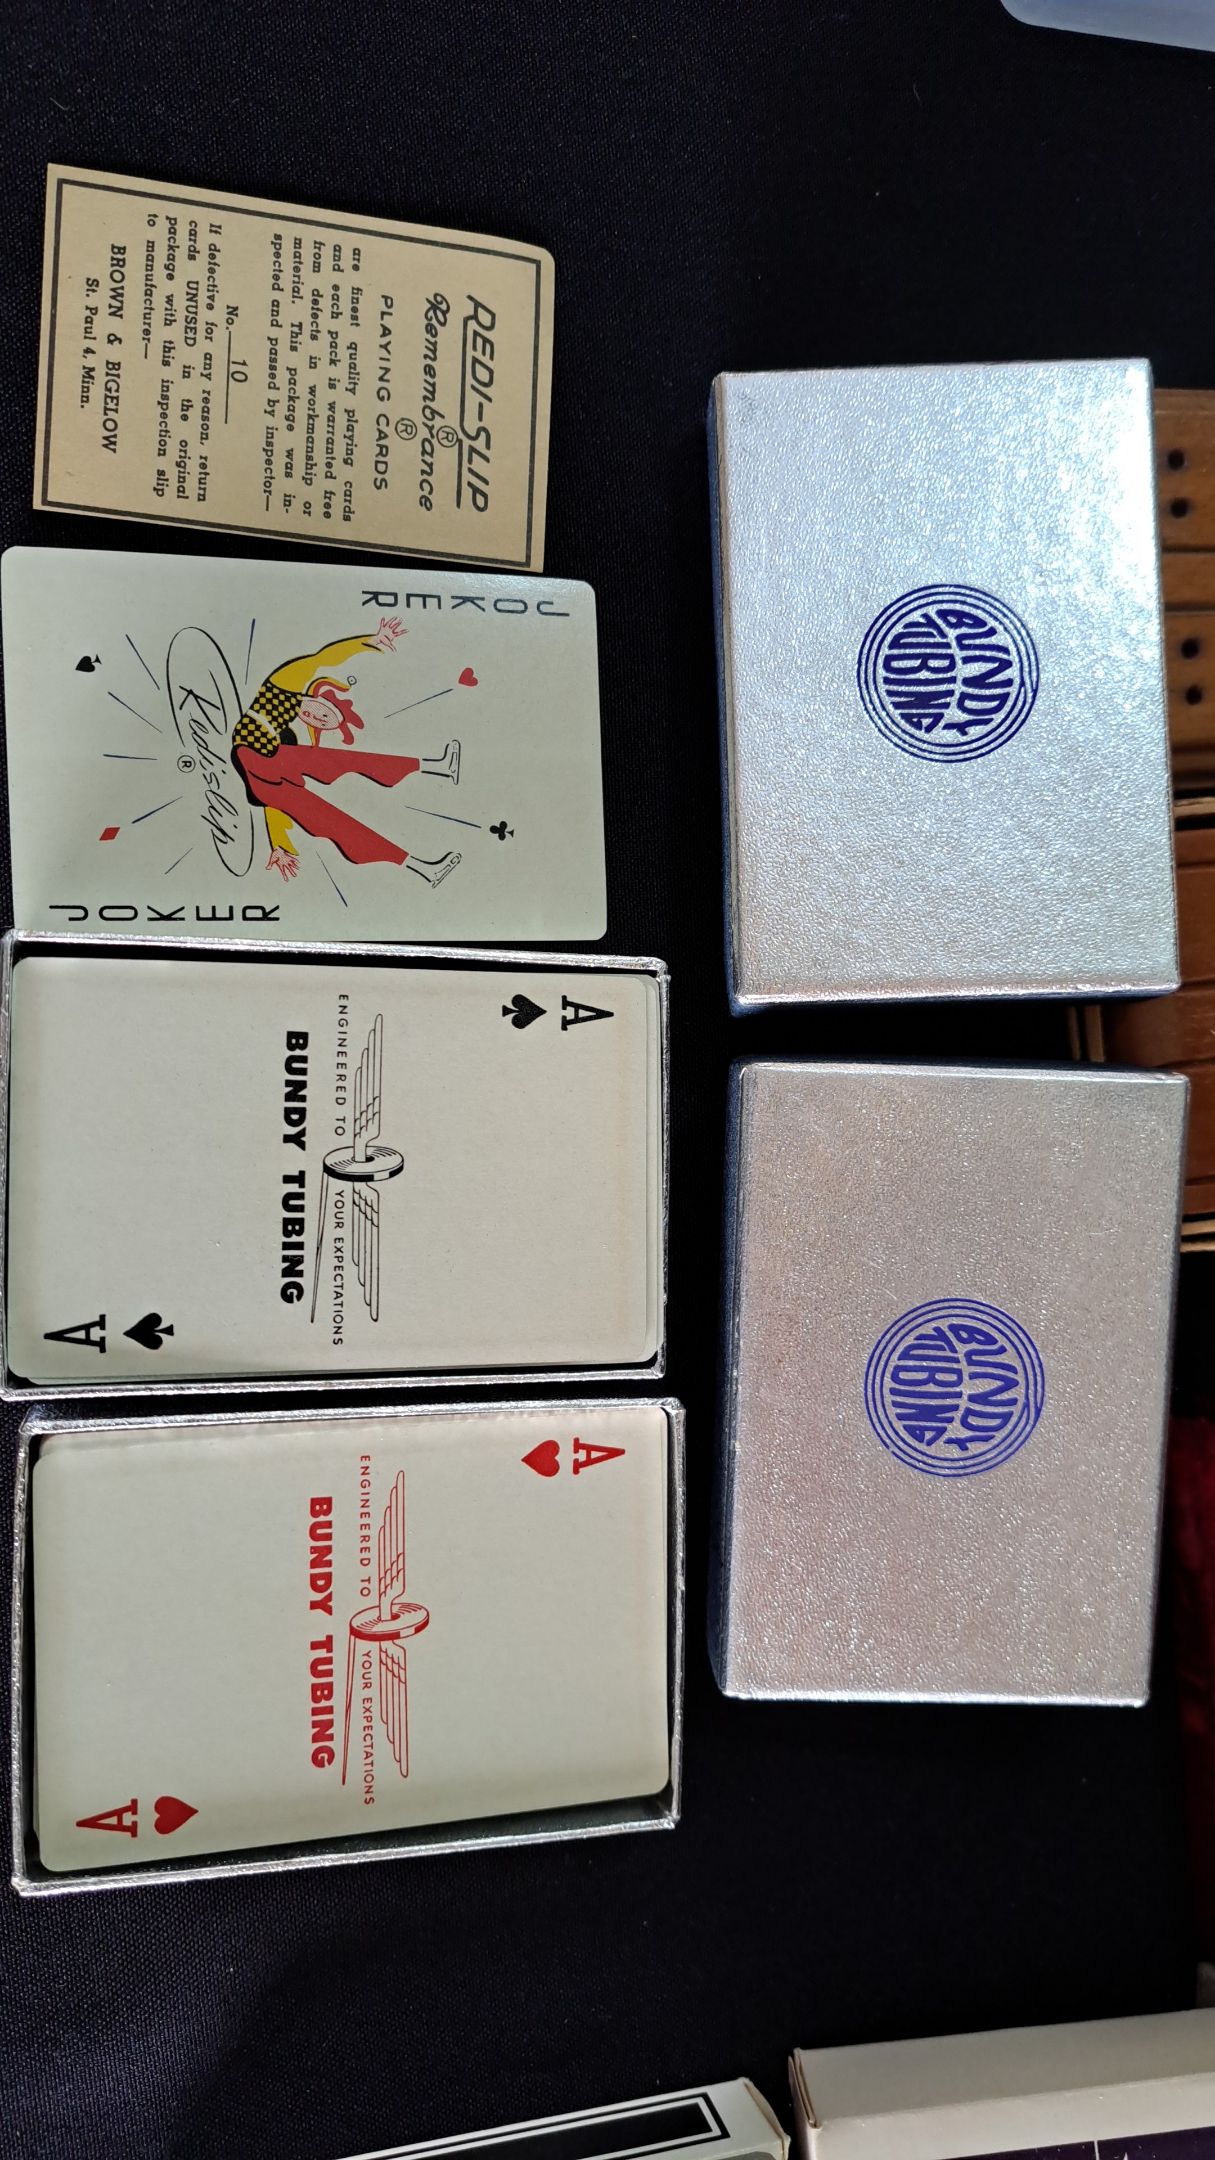 REDI-SLIP
Remembrance ®
PLAYING CARDS ®
are finest quality playing cards
and each pack is warranted free
from defects in workmanship or
material. This package was in-
spected and passed by inspector—
No. 10
If defective for any reason, return
cards UNUSED in the original
package with this inspection slip
to manufacturer—
BROWN & BIGELOW
St. Paul 4, Minn.
JOKER
Redislip ®
JOKER
A
ENGINEERED TO YOUR EXPECTATIONS
BUNDY TUBING
A
A
ENGINEERED TO YOUR EXPECTATIONS
BUNDY TUBING
A
BUNDY
TUBING
BUNDY
TUBING